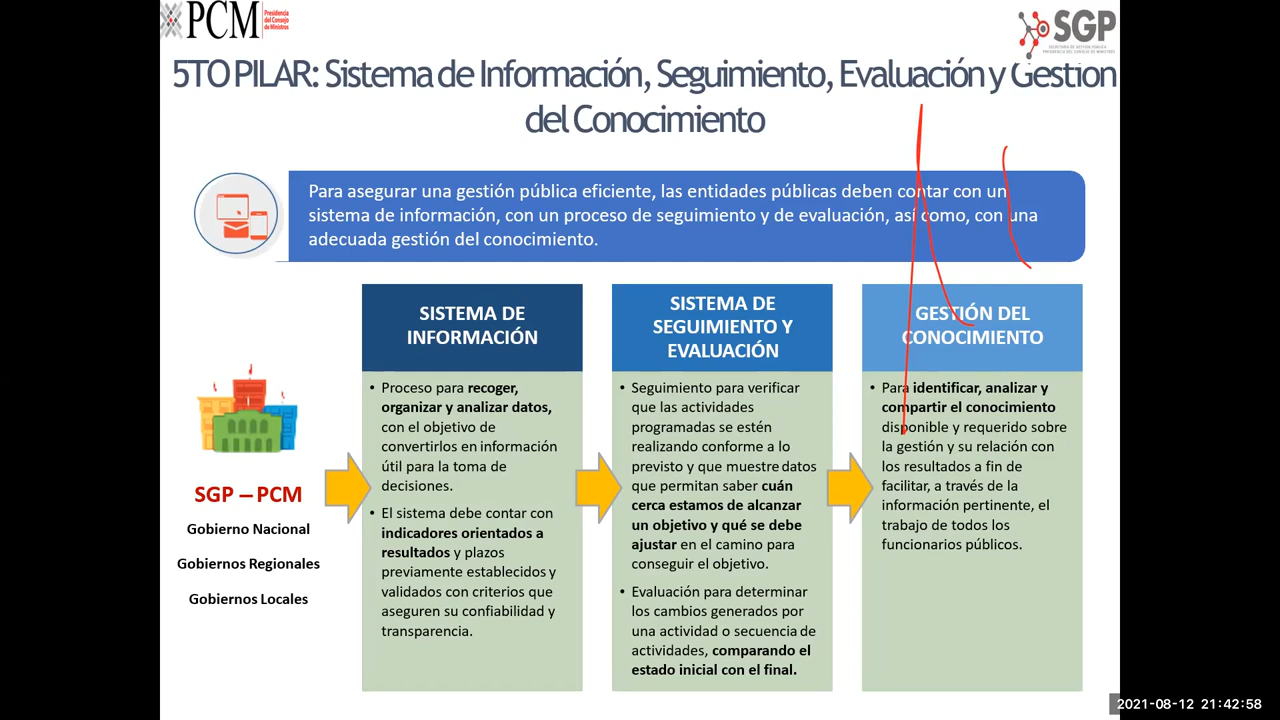 PCM Presidencia
del Consejo
de Ministros
SGP
SECRETARÍA DE GESTIÓN PÚBLICA
PRESIDENCIA DEL CONSEJO DE MINISTROS
5TO PILAR: Sistema de Información, Seguimiento, Evaluación y Gestión
del Conocimiento
Para asegurar una gestión pública eficiente, las entidades públicas deben contar con un
sistema de información, con un proceso de seguimiento y de evaluación, así como, con una
adecuada gestión del conocimiento.
SGP – PCM
Gobierno Nacional
Gobiernos Regionales
Gobiernos Locales
SISTEMA DE
INFORMACIÓN
• Proceso para recoger,
organizar y analizar datos,
con el objetivo de
convertirlos en información
útil para la toma de
decisiones.
• El sistema debe contar con
indicadores orientados a
resultados y plazos
previamente establecidos y
validados con criterios que
aseguren su confiabilidad y
transparencia.
SISTEMA DE
SEGUIMIENTO Y
EVALUACIÓN
• Seguimiento para verificar
que las actividades
programadas se estén
realizando conforme a lo
previsto y que muestre datos
que permitan saber cuán
cerca estamos de alcanzar
un objetivo y qué se debe
ajustar en el camino para
conseguir el objetivo.
• Evaluación para determinar
los cambios generados por
una actividad o secuencia de
actividades, comparando el
estado inicial con el final.
GESTIÓN DEL
CONOCIMIENTO
• Para identificar, analizar y
compartir el conocimiento
disponible y requerido sobre
la gestión y su relación con
los resultados a fin de
facilitar, a través de la
información pertinente, el
trabajo de todos los
funcionarios públicos.
2021-08-12 21:42:58